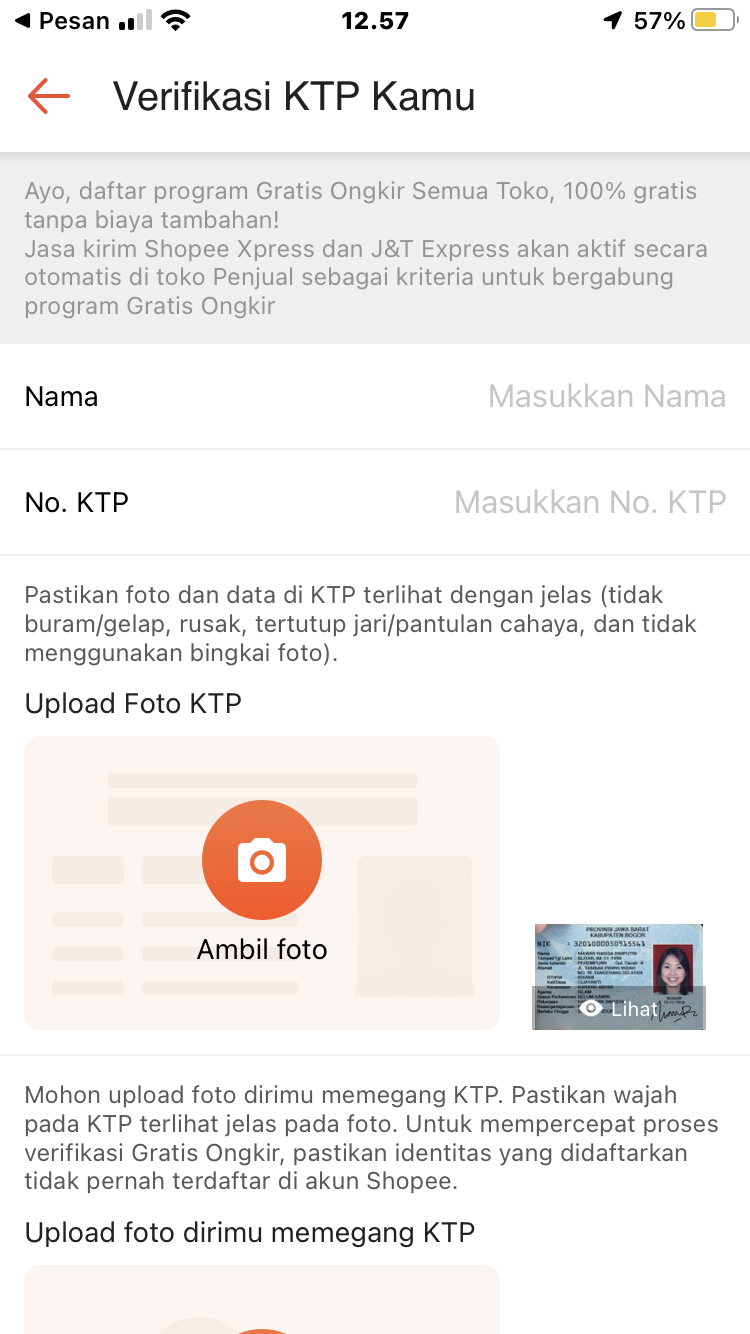 Pesan
12.57
57%
Verifikasi KTP Kamu
Ayo, daftar program Gratis Ongkir Semua Toko, 100% gratis
tanpa biaya tambahan!
Jasa kirim Shopee Xpress dan J&T Express akan aktif secara
otomatis di toko Penjual sebagai kriteria untuk bergabung
program Gratis Ongkir
Nama
Masukkan Nama
No. KTP
Masukkan No. KTP
Pastikan foto dan data di KTP terlihat dengan jelas (tidak
buram/gelap, rusak, tertutup jari/pantulan cahaya, dan tidak
menggunakan bingkai foto).
Upload Foto KTP
Ambil foto
PROVINSI JAWA BARAT
KABUPATEN BOGOR
NIK
Lihat
Mohon upload foto dirimu memegang KTP. Pastikan wajah
pada KTP terlihat jelas pada foto. Untuk mempercepat proses
verifikasi Gratis Ongkir, pastikan identitas yang didaftarkan
tidak pernah terdaftar di akun Shopee.
Upload foto dirimu memegang KTP